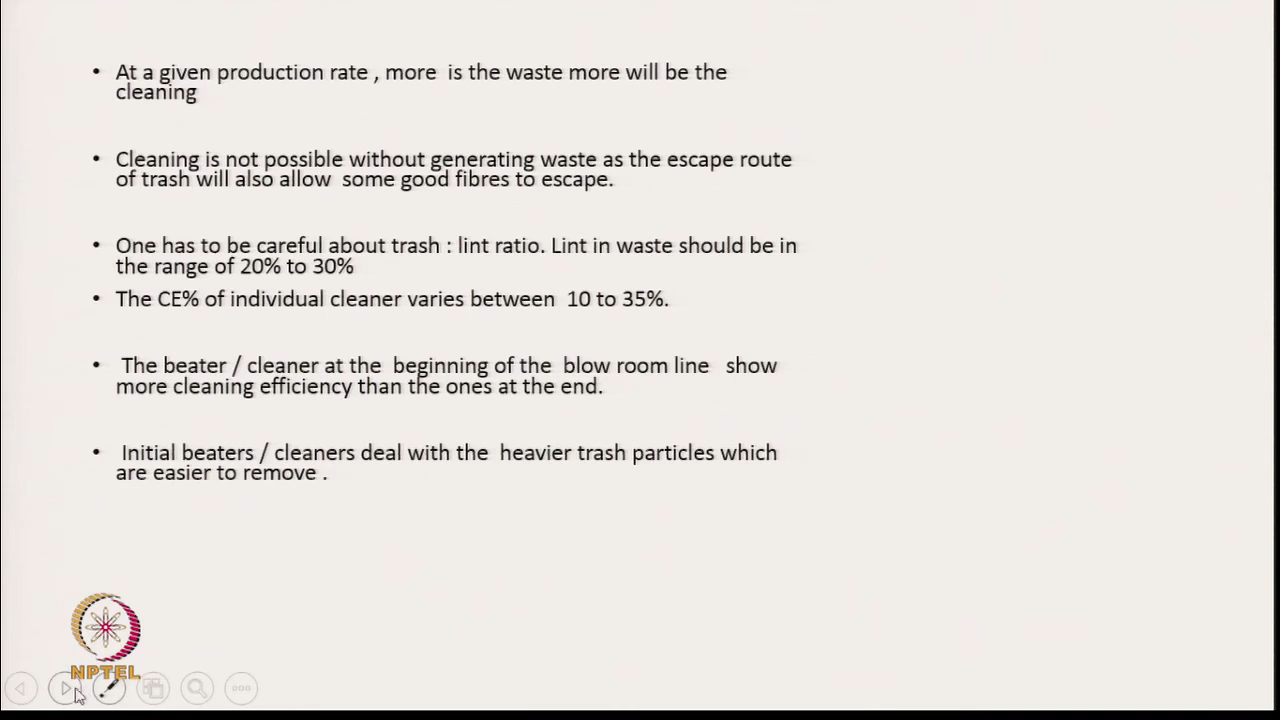 • At a given production rate , more is the waste more will be the
cleaning
• Cleaning is not possible without generating waste as the escape route
of trash will also allow some good fibres to escape.
• One has to be careful about trash : lint ratio. Lint in waste should be in
the range of 20% to 30%
• The CE% of individual cleaner varies between 10 to 35%.
• The beater / cleaner at the beginning of the blow room line show
more cleaning efficiency than the ones at the end.
• Initial beaters / cleaners deal with the heavier trash particles which
are easier to remove .
NPTEL